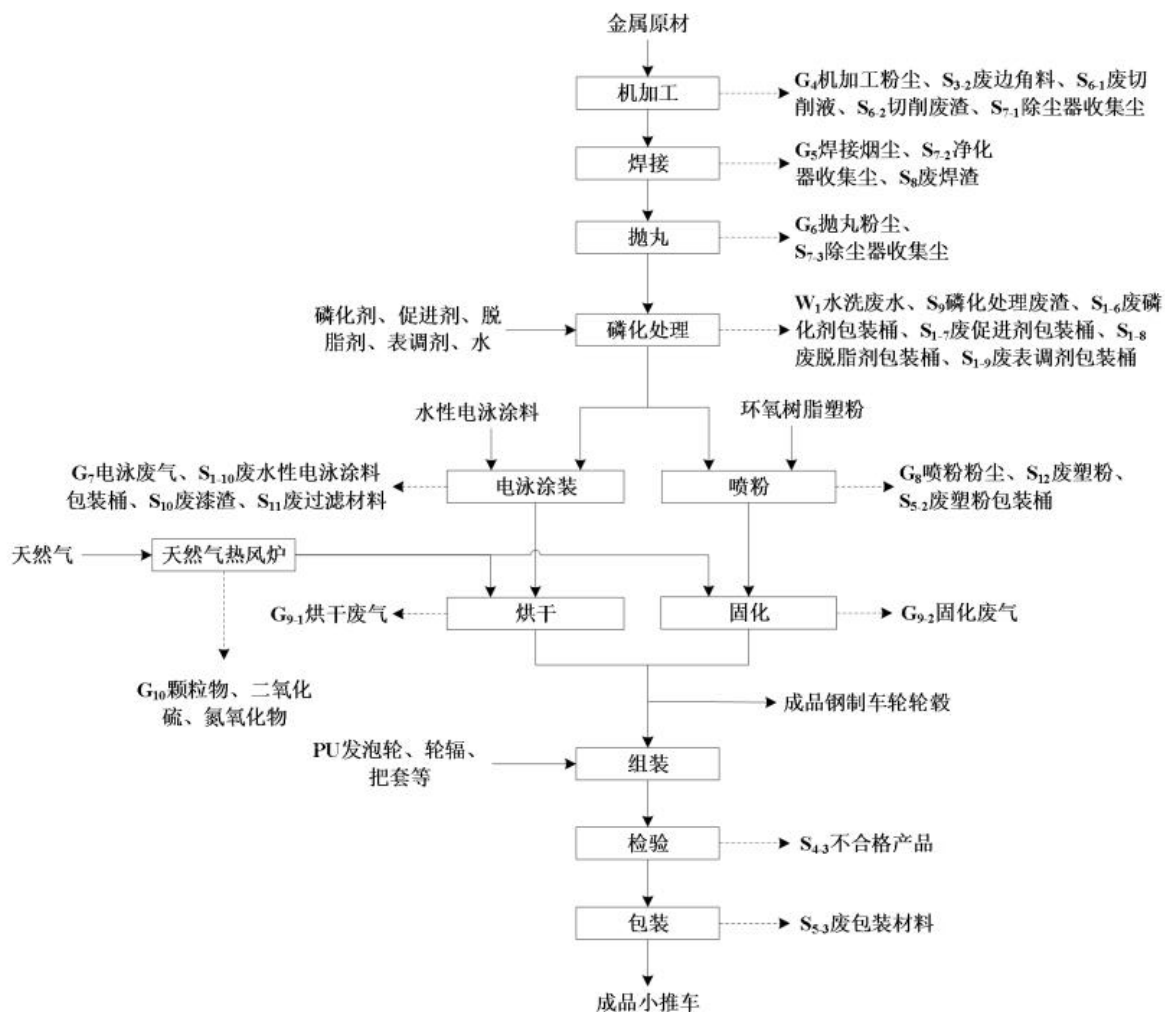 金属原材
机加工
G4机加工粉尘、S3-2废边角料、S6-1废切
削液、S6-2切削废渣、S7-1除尘器收集尘
焊接
G5焊接烟尘、S7-2净化
器收集尘、S8废焊渣
抛丸
G6抛丸粉尘、
S7-3除尘器收集尘
磷化剂、促进剂、脱
脂剂、表调剂、水
磷化处理
W1水洗废水、S9磷化处理废渣、S1-6废磷
化剂包装桶、S1-7废促进剂包装桶、S1-8
废脱脂剂包装桶、S1-9废表调剂包装桶
水性电泳涂料
环氧树脂塑粉
G7电泳废气、S1-10废水性电泳涂料
包装桶、S10废漆渣、S11废过滤材料
电泳涂装
喷粉
G8喷粉粉尘、S12废塑粉、
S5-2废塑粉包装桶
天然气
天然气热风炉
G9-1烘干废气
烘干
固化
G9-2固化废气
G10颗粒物、二氧化
硫、氮氧化物
成品钢制车轮轮毂
PU发泡轮、轮辐、
把套等
组装
检验
S4-3不合格产品
包装
S5-3废包装材料
成品小推车